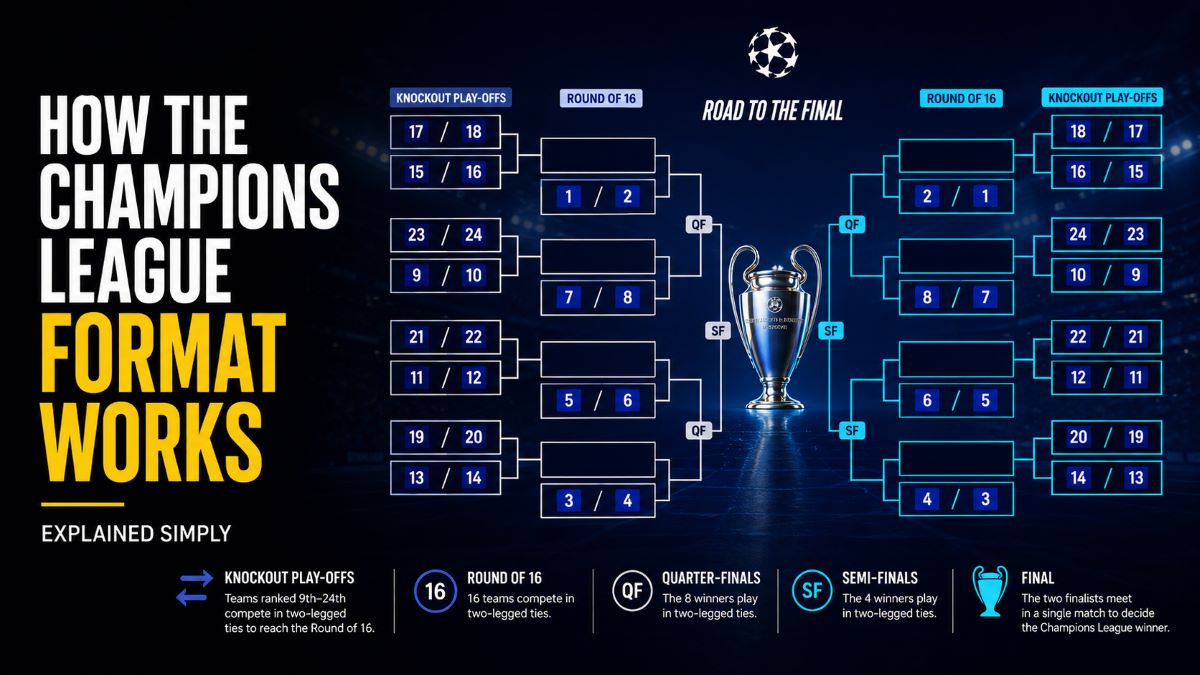 HOW THE
CHAMPIONS
LEAGUE
FORMAT
WORKS
EXPLAINED SIMPLY
ROAD TO THE FINAL
KNOCKOUT PLAY-OFFS
17 / 18
15 / 16
23 / 24
9 / 10
21 / 22
11 / 12
19 / 20
13 / 14
ROUND OF 16
1 / 2
7 / 8
5 / 6
3 / 4
QF
SF
QF
QF
SF
SF
ROUND OF 16
2 / 1
8 / 7
6 / 5
4 / 3
KNOCKOUT PLAY-OFFS
18 / 17
16 / 15
24 / 23
10 / 9
22 / 21
12 / 11
20 / 19
14 / 13
KNOCKOUT PLAY-OFFS
Teams ranked 9th–24th
compete in two-legged
ties to reach the Round of 16.
16
ROUND OF 16
16 teams compete in
two-legged ties.
QF
QUARTER-FINALS
The 8 winners play
in two-legged ties.
SF
SEMI-FINALS
The 4 winners play
in two-legged ties.
FINAL
The two finalists meet
in a single match to decide
the Champions League winner.